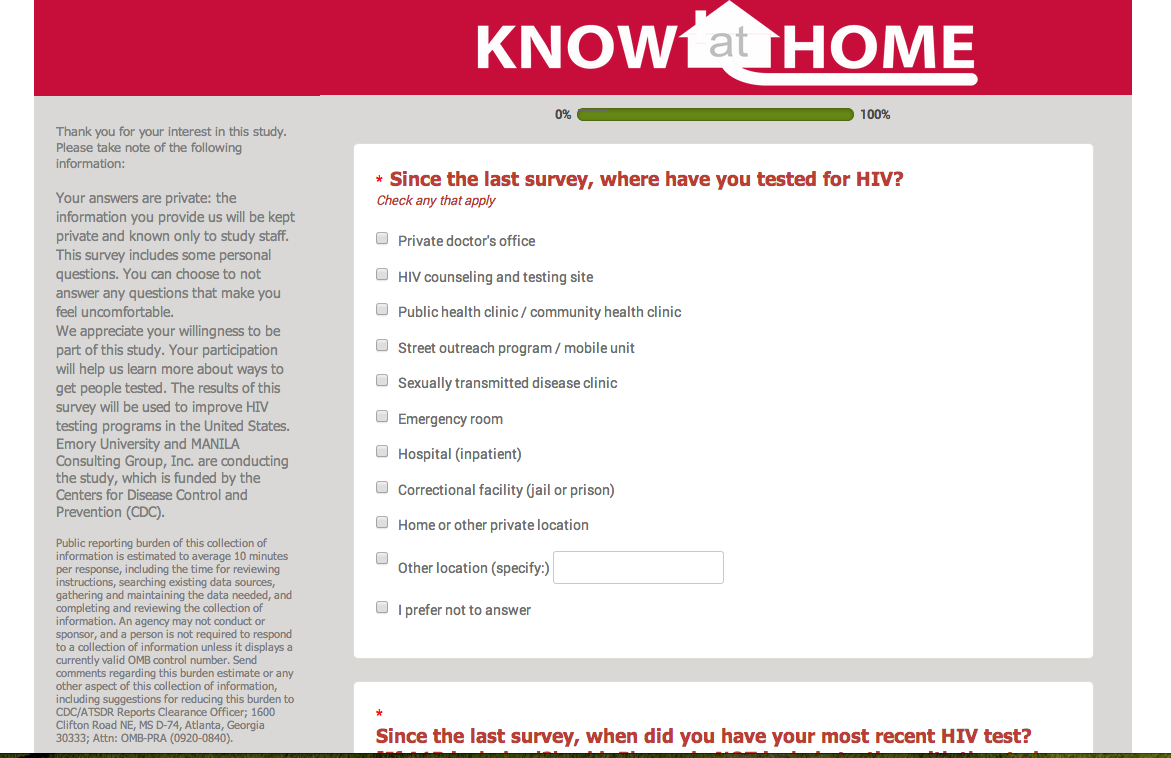 KNOW at HOME
0% 100%
Thank you for your interest in this study.
Please take note of the following
information:
Your answers are private: the
information you provide us will be kept
private and known only to study staff.
This survey includes some personal
questions. You can choose to not
answer any questions that make you
feel uncomfortable.
We appreciate your willingness to be
part of this study. Your participation
will help us learn more about ways to
get people tested. The results of this
survey will be used to improve HIV
testing programs in the United States.
Emory University and MANILA
Consulting Group, Inc. are conducting
the study, which is funded by the
Centers for Disease Control and
Prevention (CDC).
Public reporting burden of this collection of
information is estimated to average 10 minutes
per response, including the time for reviewing
instructions, searching existing data sources,
gathering and maintaining the data needed, and
completing and reviewing the collection of
information. An agency may not conduct or
sponsor, and a person is not required to respond
to a collection of information unless it displays a
currently valid OMB control number. Send
comments regarding this burden estimate or any
other aspect of this collection of information,
including suggestions for reducing this burden to
CDC/ATSDR Reports Clearance Officer; 1600
Clifton Road NE, MS D-74, Atlanta, Georgia
30333; Attn: OMB-PRA (0920-0840).
* Since the last survey, where have you tested for HIV?
Check any that apply
Private doctor's office
HIV counseling and testing site
Public health clinic / community health clinic
Street outreach program / mobile unit
Sexually transmitted disease clinic
Emergency room
Hospital (inpatient)
Correctional facility (jail or prison)
Home or other private location
Other location (specify:)
I prefer not to answer
*
Since the last survey, when did you have your most recent HIV test?